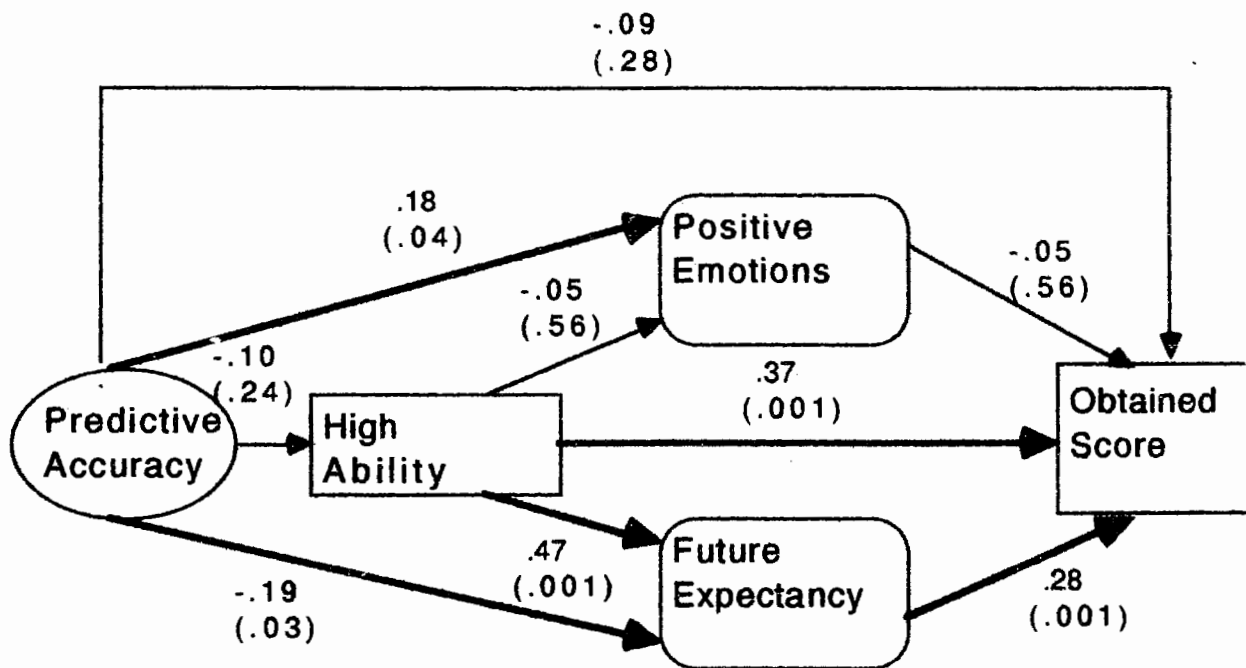 -.09
(.28)
.18
(.04)
Positive
Emotions
-.05
(.56)
-.05
(.56)
-.10
(.24)
.37
(.001)
Predictive
Accuracy
High
Ability
Obtained
Score
.47
(.001)
Future
Expectancy
.28
(.001)
-.19
(.03)